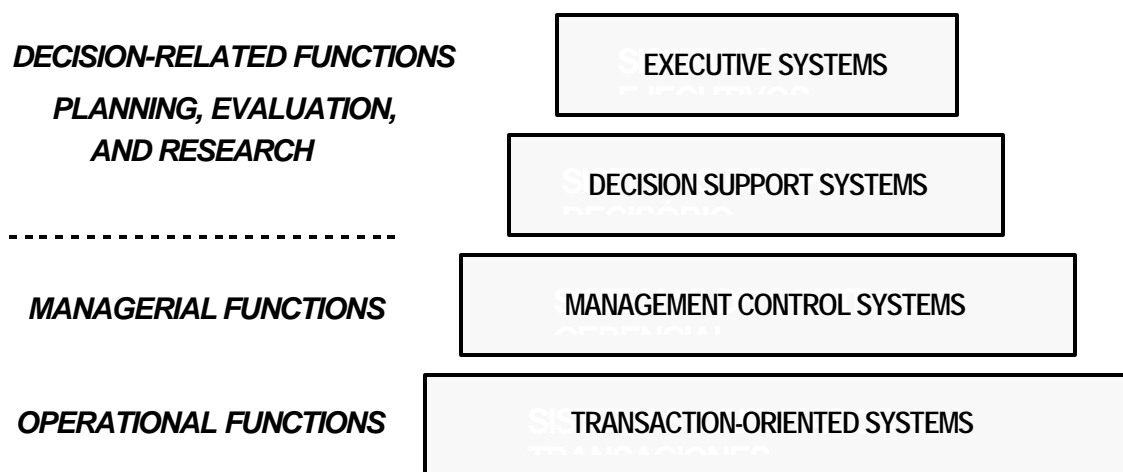 DECISION-RELATED FUNCTIONS
PLANNING, EVALUATION,
AND RESEARCH
EXECUTIVE SYSTEMS
DECISION SUPPORT SYSTEMS
MANAGERIAL FUNCTIONS
MANAGEMENT CONTROL SYSTEMS
OPERATIONAL FUNCTIONS
TRANSACTION-ORIENTED SYSTEMS